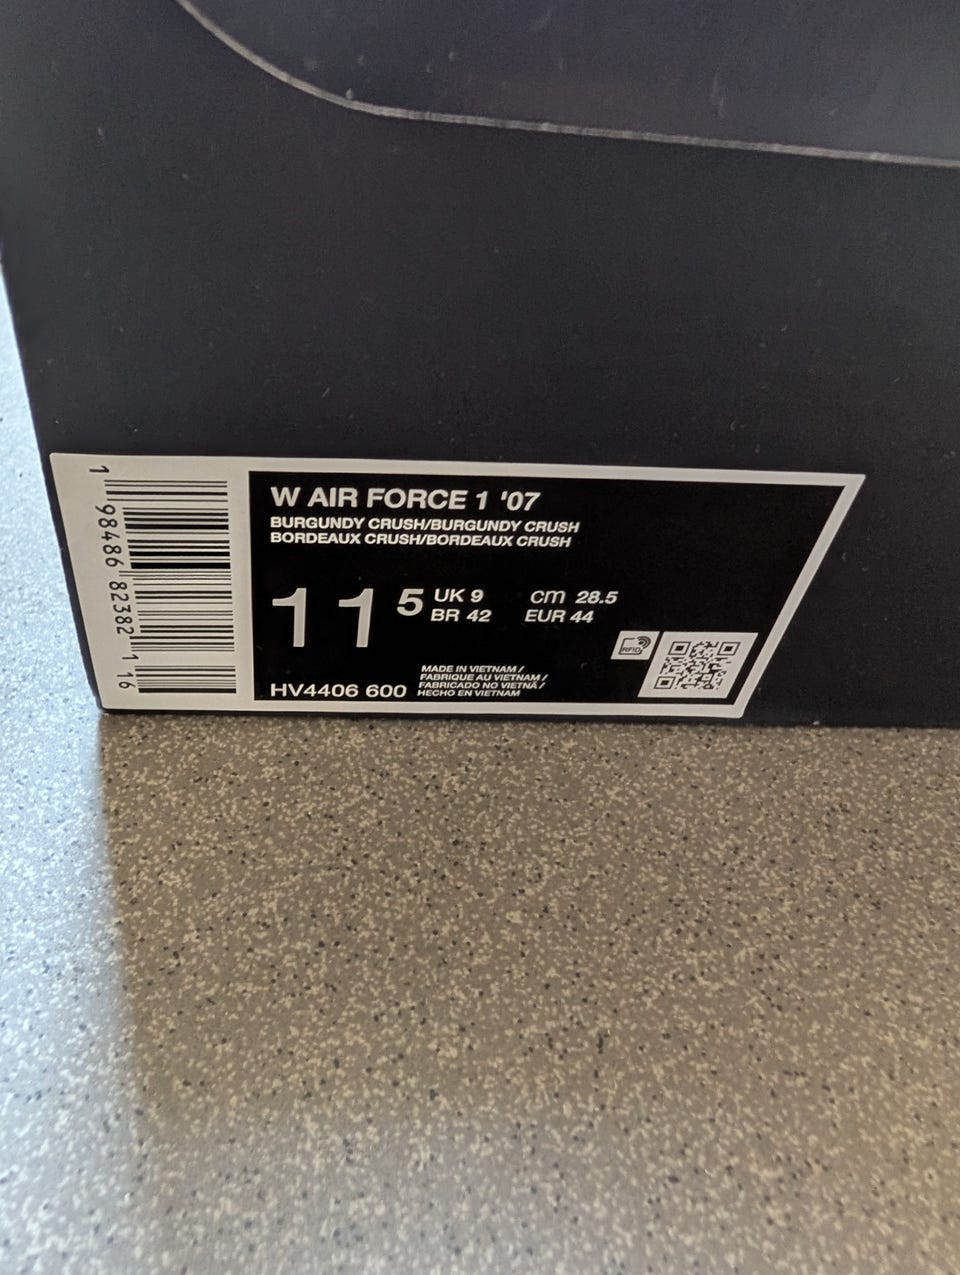 1 98486 82382 1 16
W AIR FORCE 1 '07
BURGUNDY CRUSH/BURGUNDY CRUSH
BORDEAUX CRUSH/BORDEAUX CRUSH
11 5
UK 9 cm 28.5
BR 42 EUR 44
RFID
HV4406 600
MADE IN VIETNAM /
FABRIQUE AU VIETNAM /
FABRICADO NO VIETNÃ /
HECHO EN VIETNAM